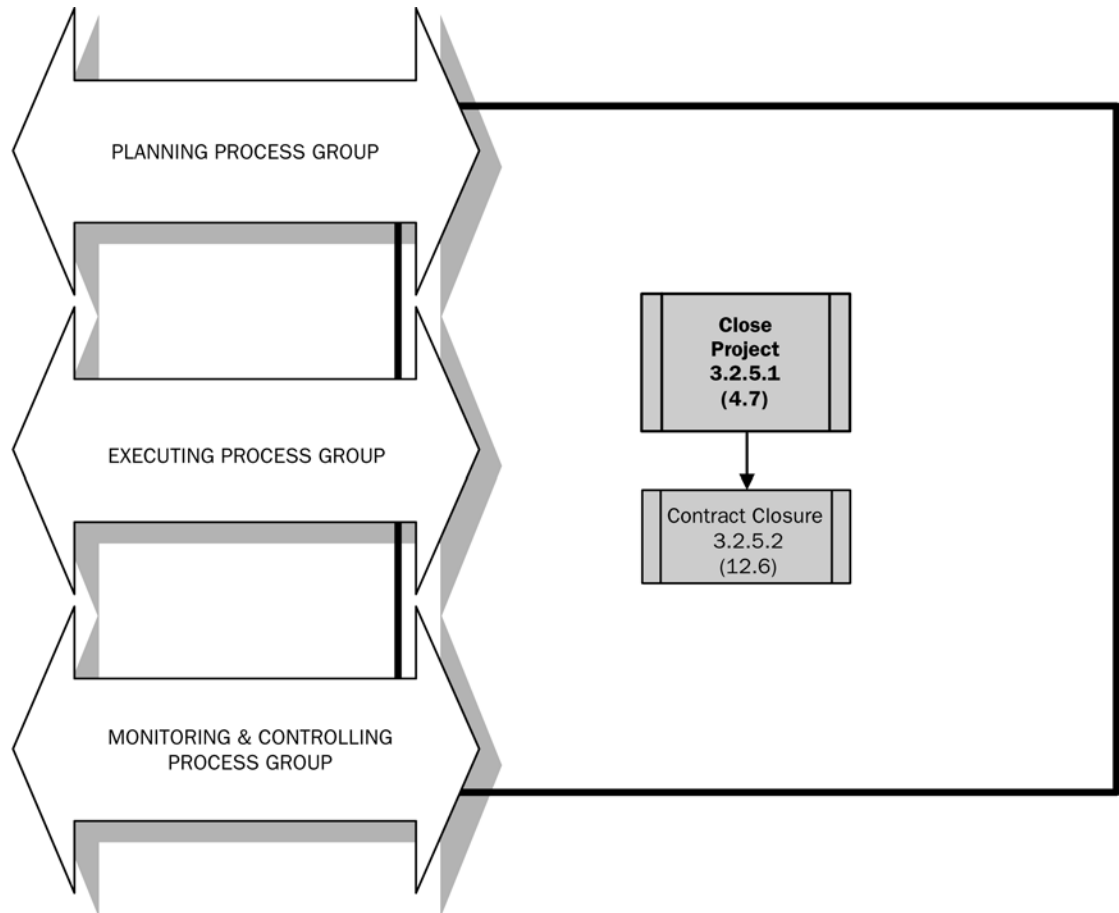 PLANNING PROCESS GROUP
Close
Project
3.2.5.1
(4.7)
EXECUTING PROCESS GROUP
Contract Closure
3.2.5.2
(12.6)
MONITORING & CONTROLLING
PROCESS GROUP